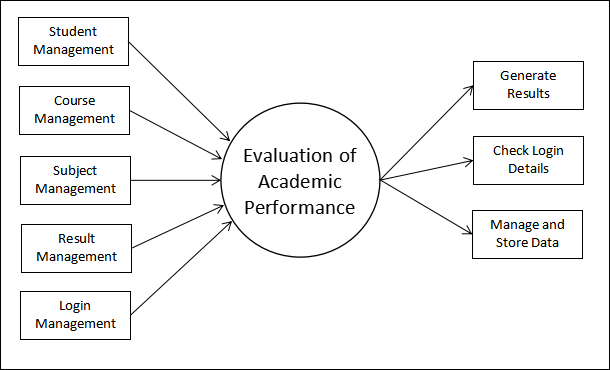 Student
Management
Course
Management
Subject
Management
Result
Management
Login
Management
Evaluation of
Academic
Performance
Generate
Results
Check Login
Details
Manage and
Store Data